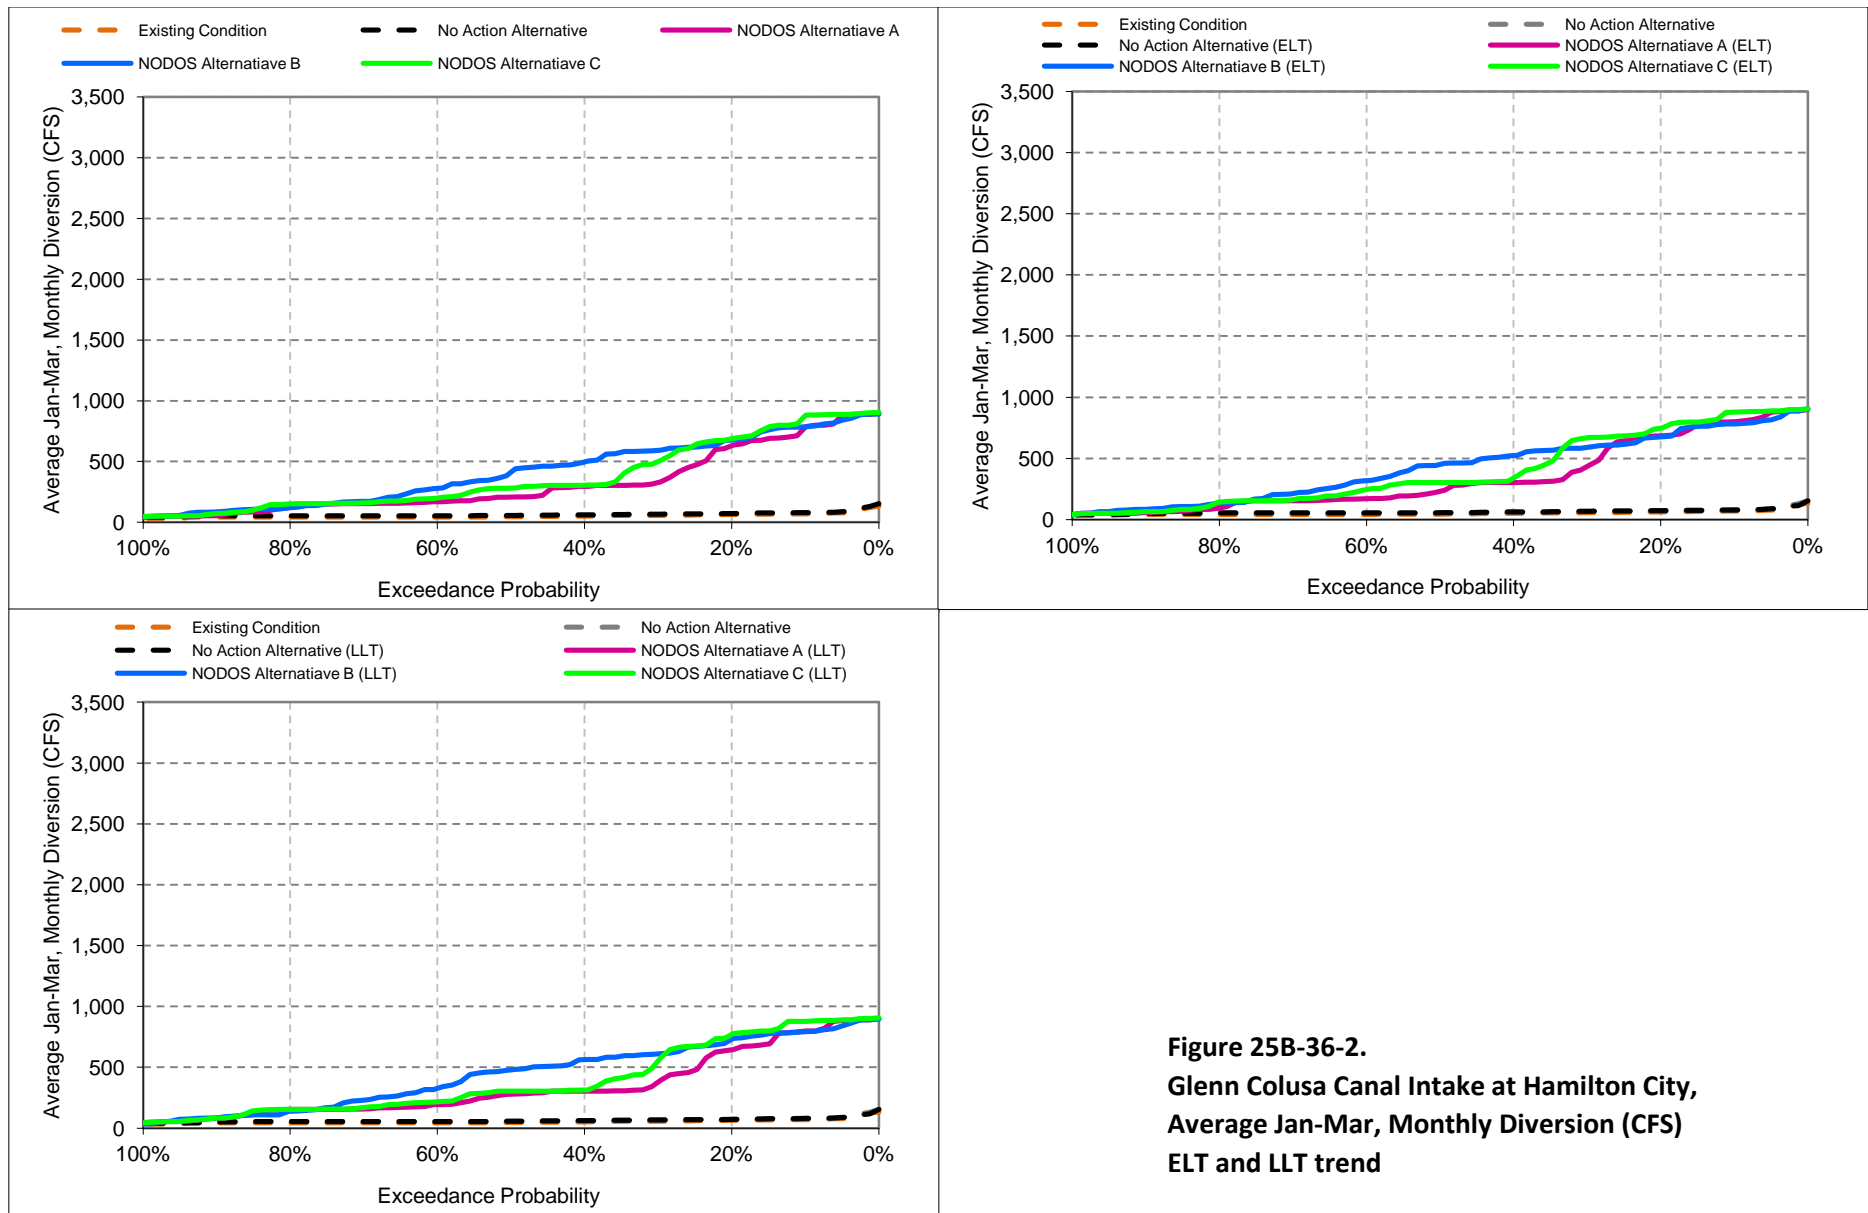 Existing Condition
No Action Alternative
NODOS Alternatiave A
NODOS Alternatiave B
NODOS Alternatiave C
Average Jan-Mar, Monthly Diversion (CFS)
3,500
3,000
2,500
2,000
1,500
1,000
500
0
100%
80%
60%
40%
20%
0%
Exceedance Probability
Existing Condition
No Action Alternative
No Action Alternative (ELT)
NODOS Alternatiave A (ELT)
NODOS Alternatiave B (ELT)
NODOS Alternatiave C (ELT)
Average Jan-Mar, Monthly Diversion (CFS)
3,500
3,000
2,500
2,000
1,500
1,000
500
0
100%
80%
60%
40%
20%
0%
Exceedance Probability
Existing Condition
No Action Alternative
No Action Alternative (LLT)
NODOS Alternatiave A (LLT)
NODOS Alternatiave B (LLT)
NODOS Alternatiave C (LLT)
Average Jan-Mar, Monthly Diversion (CFS)
3,500
3,000
2,500
2,000
1,500
1,000
500
0
100%
80%
60%
40%
20%
0%
Exceedance Probability
Figure 25B-36-2.
Glenn Colusa Canal Intake at Hamilton City,
Average Jan-Mar, Monthly Diversion (CFS)
ELT and LLT trend